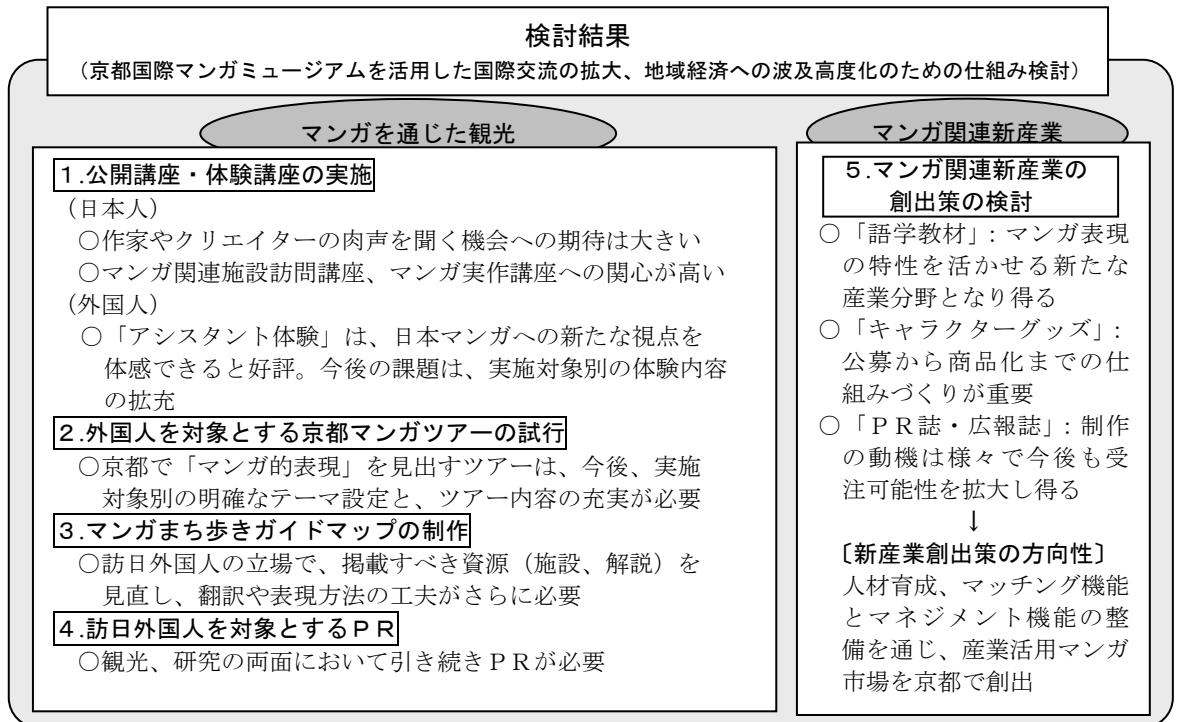 検討結果
（京都国際マンガミュージアムを活用した国際交流の拡大、地域経済への波及高度化のための仕組み検討）
マンガを通じた観光
１.公開講座・体験講座の実施
（日本人）
○作家やクリエイターの肉声を聞く機会への期待は大きい
○マンガ関連施設訪問講座、マンガ実作講座への関心が高い
（外国人）
○「アシスタント体験」は、日本マンガへの新たな視点を
体感できると好評。今後の課題は、実施対象別の体験内容
の拡充
２.外国人を対象とする京都マンガツアーの試行
○京都で「マンガ的表現」を見出すツアーは、今後、実施
対象別の明確なテーマ設定と、ツアー内容の充実が必要
３.マンガまち歩きガイドマップの制作
○訪日外国人の立場で、掲載すべき資源（施設、解説）を
見直し、翻訳や表現方法の工夫がさらに必要
４.訪日外国人を対象とするＰＲ
○観光、研究の両面において引き続きＰＲが必要
マンガ関連新産業
５.マンガ関連新産業の
創出策の検討
○「語学教材」：マンガ表現
の特性を活かせる新たな
産業分野となり得る
○「キャラクターグッズ」：
公募から商品化までの仕
組みづくりが重要
○「ＰＲ誌・広報誌」：制作
の動機は様々で今後も受
注可能性を拡大し得る
↓
〔新産業創出策の方向性〕
人材育成、マッチング機能
とマネジメント機能の整
備を通じ、産業活用マンガ
市場を京都で創出